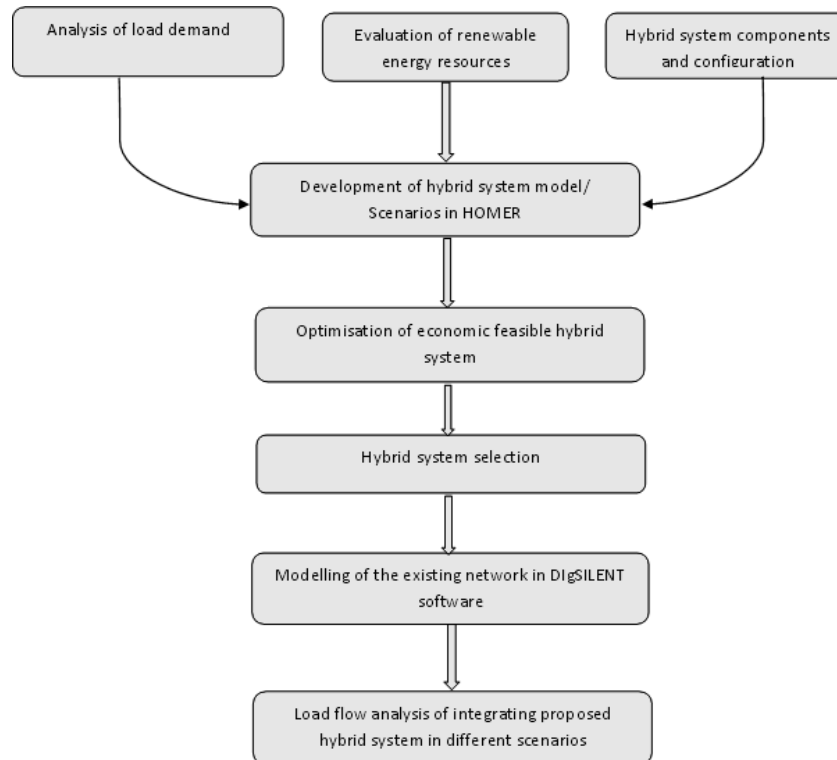 Analysis of load demand
Evaluation of renewable
energy resources
Hybrid system components
and configuration
Development of hybrid system model/
Scenarios in HOMER
Optimisation of economic feasible hybrid
system
Hybrid system selection
Modelling of the existing network in DIgSILENT
software
Load flow analysis of integrating proposed
hybrid system in different scenarios